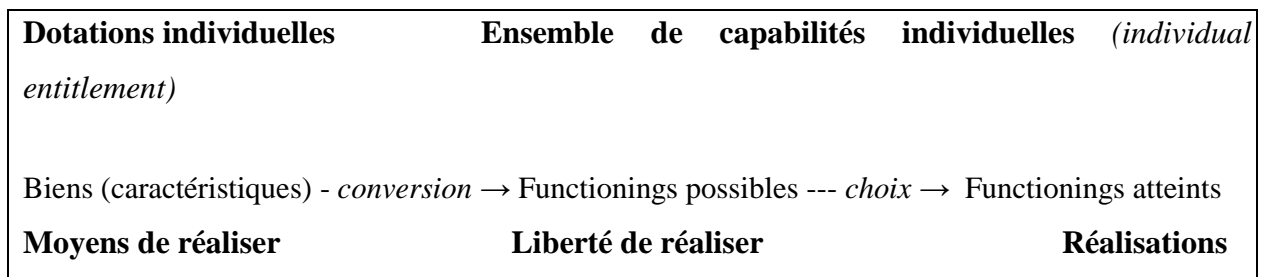 Dotations individuelles Ensemble de capabilités individuelles (individual
entitlement)
Biens (caractéristiques) - conversion → Functionings possibles --- choix → Functionings atteints
Moyens de réaliser Liberté de réaliser Réalisations